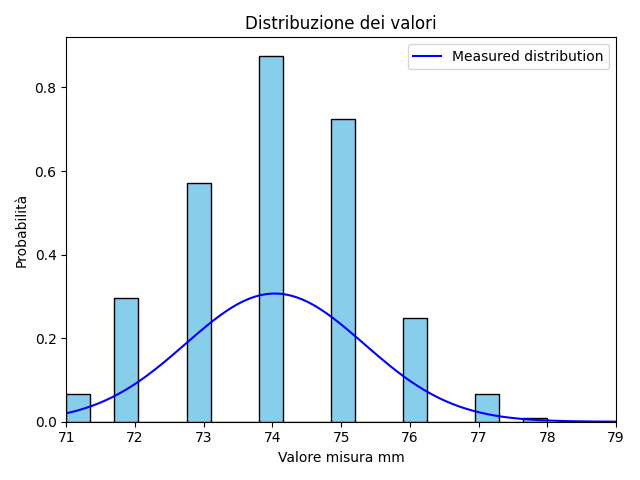 Distribuzione dei valori
Measured distribution
Probabilità
0.8
0.6
0.4
0.2
0.0
71 72 73 74 75 76 77 78 79
Valore misura mm